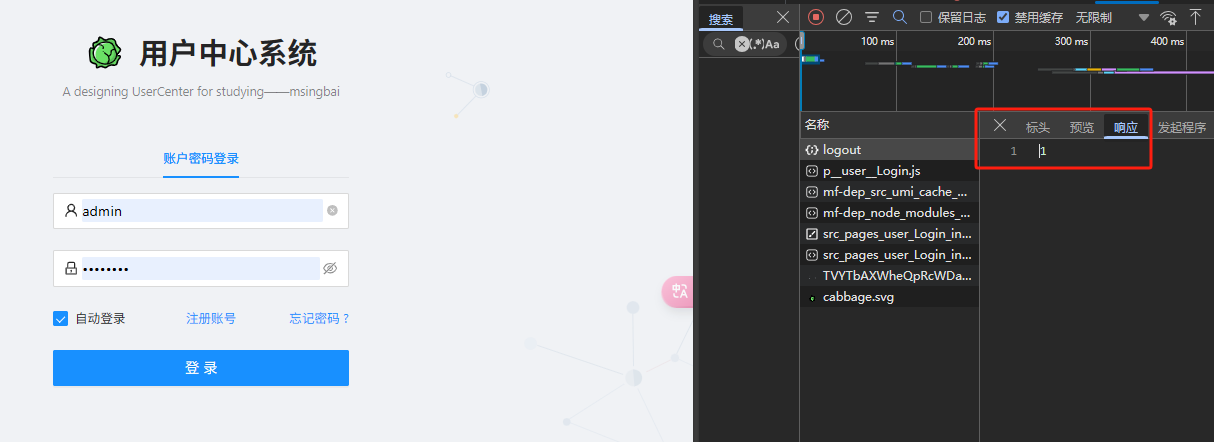 用户中心系统
A designing UserCenter for studying——msingbai
账户密码登录
admin
••••••••
自动登录 注册账号 忘记密码 ?
登 录
中 A
搜索
(.*) Aa
保留日志 禁用缓存 无限制
100 ms 200 ms 300 ms 400 ms
名称
标头 预览 响应 发起程序
1 1
logout
p__user__Login.js
mf-dep_src_umi_cache_...
mf-dep_node_modules_...
src_pages_user_Login_in...
src_pages_user_Login_in...
TVYTbAXWheQpRcWDa...
cabbage.svg